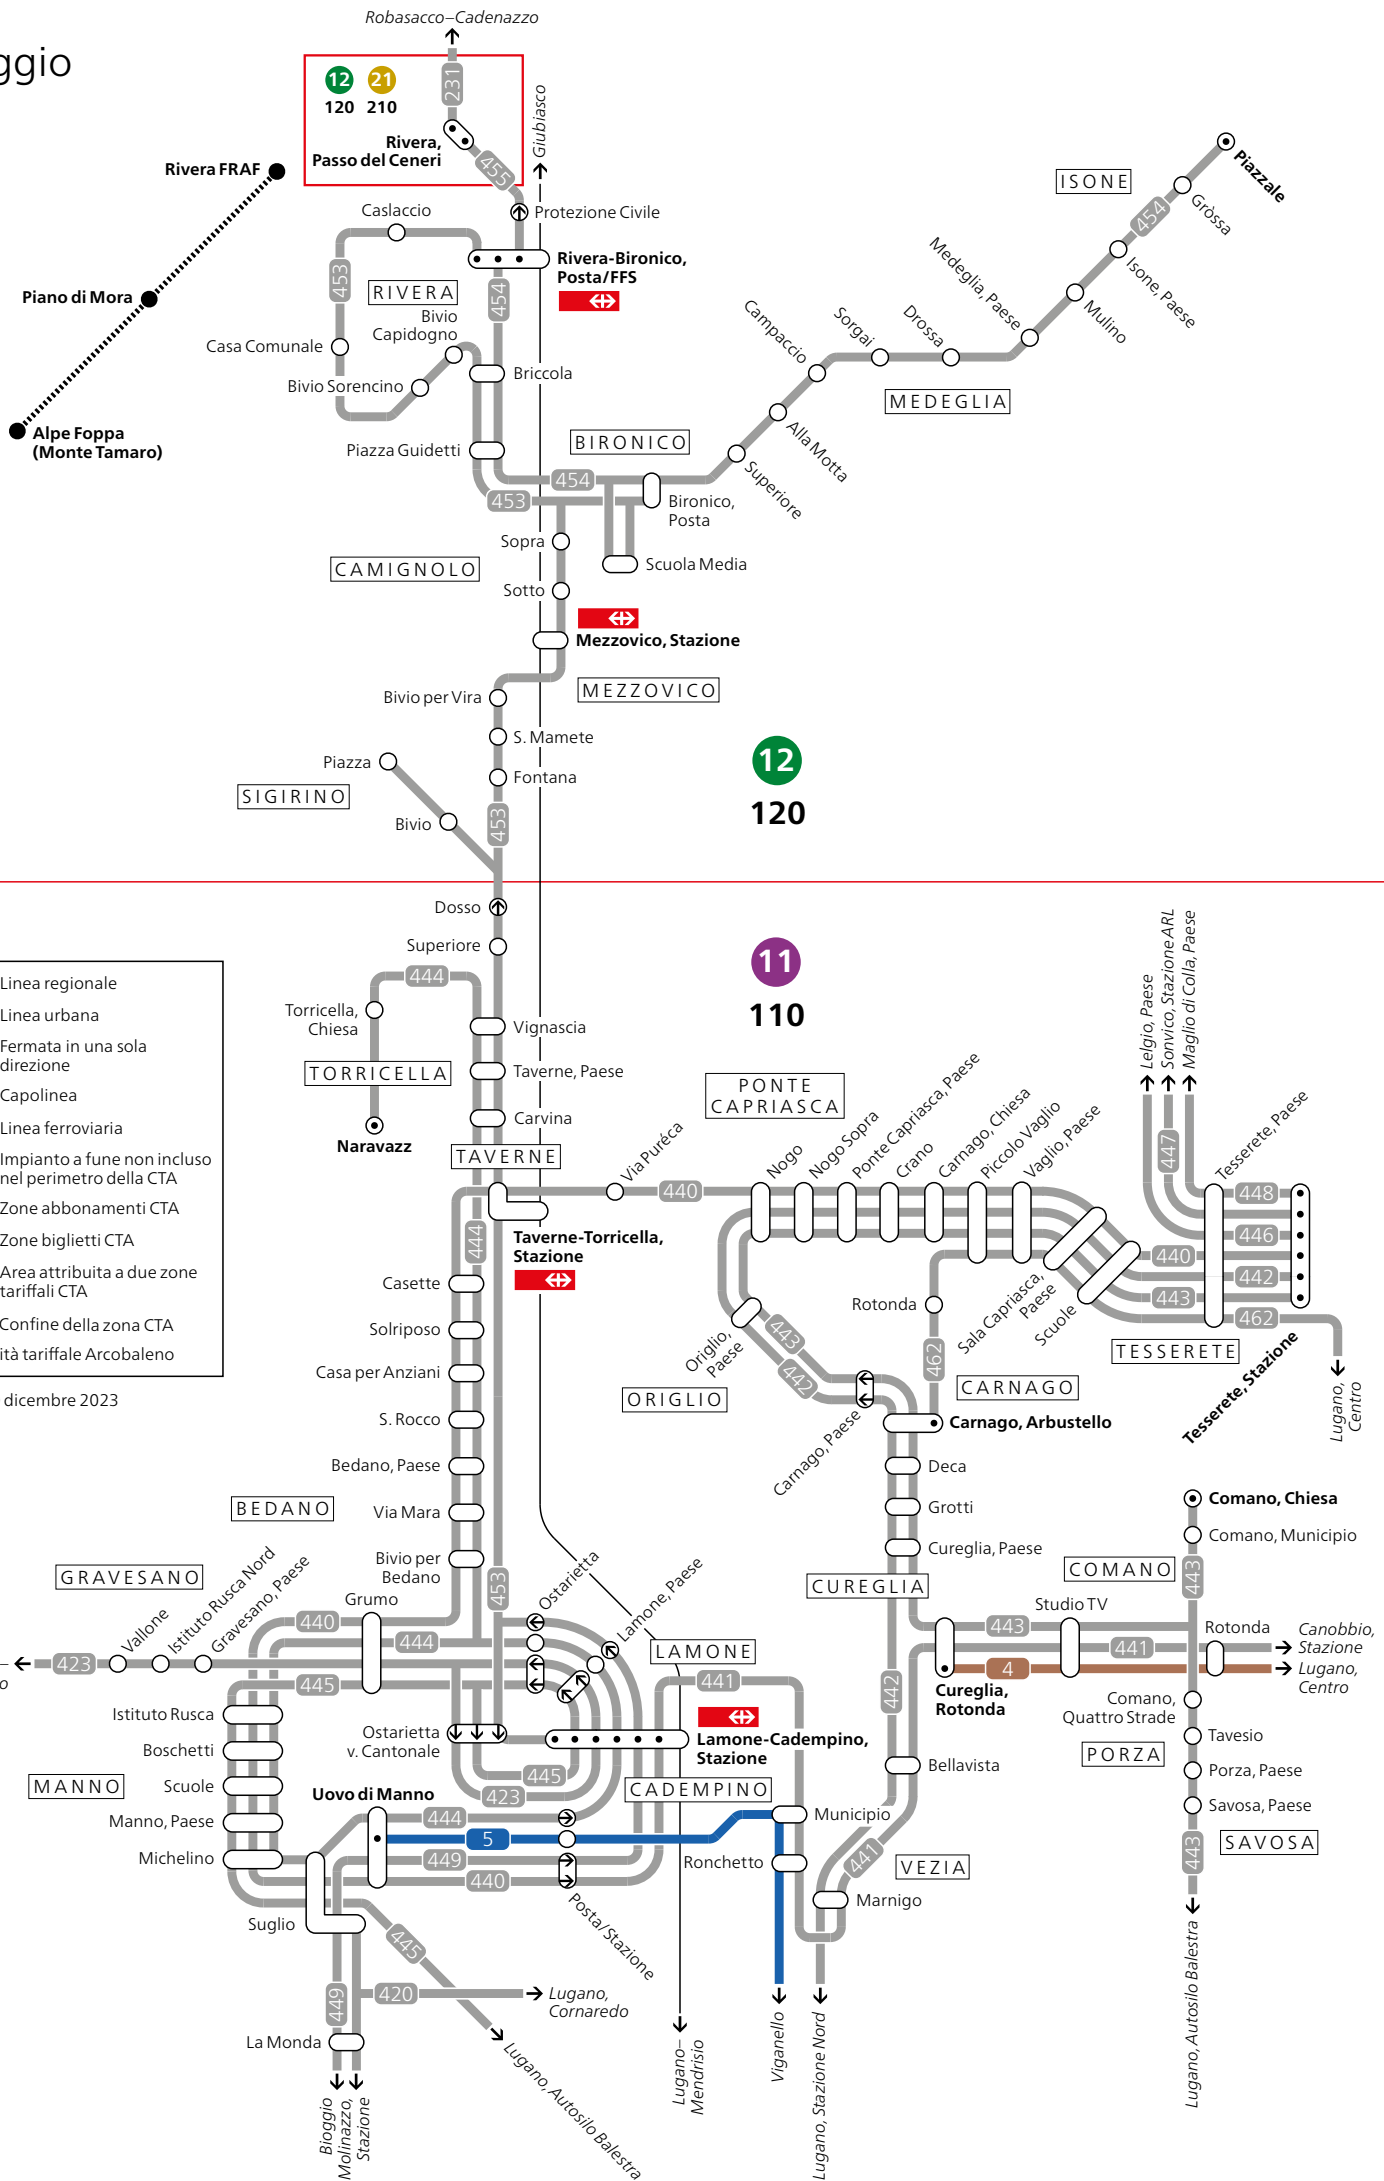 ggio
Robasacco–Cadenazzo
12
21
120
210
231
Giubiasco
Rivera,
Passo del Ceneri
455
Rivera FRAF
Piano di Mora
Alpe Foppa
(Monte Tamaro)
Protezione Civile
Caslaccio
Rivera-Bironico,
Posta/FFS
453
RIVERA
454
Bivio
Capidogno
Casa Comunale
Bivio Sorencino
Briccola
Piazza Guidetti
ISONE
Piazzale
454
Gròssa
Isone, Paese
Mulino
Medeglia, Paese
Drossa
Sorgai
Campaccio
MEDEGLIA
Alla Motta
Superiore
BIRONICO
454
453
Bironico,
Posta
Sopra
Scuola Media
CAMIGNOLO
Sotto
Mezzovico, Stazione
MEZZOVICO
Bivio per Vira
S. Mamete
Piazza
Fontana
SIGIRINO
Bivio
453
12
120
Dosso
Superiore
11
110
Linea regionale
Linea urbana
Fermata in una sola
direzione
Capolinea
Linea ferroviaria
Impianto a fune non incluso
nel perimetro della CTA
Zone abbonamenti CTA
Zone biglietti CTA
Area attribuita a due zone
tariffali CTA
Confine della zona CTA
ità tariffale Arcobaleno
dicembre 2023
444
Torricella,
Chiesa
Vignascia
TORRICELLA
Taverne, Paese
Carvina
Naravazz
TAVERNE
Via Puréca
440
444
Taverne-Torricella,
Stazione
PONTE
CAPRIASCA
Nogo
Nogo Sopra
Ponte Capriasca, Paese
Crano
Carnago, Chiesa
Piccolo Vaglio
Vaglio, Paese
Lelgio, Paese
Sonvico, Stazione ARL
Maglio di Colla, Paese
447
Tesserete, Paese
448
446
440
442
443
462
Sala Capriasca,
Paese
Scuole
TESSERETE
Tesserete, Stazione
Lugano,
Centro
Rotonda
462
Origlio,
Paese
443
442
ORIGLIO
CARNAGO
Carnago, Paese
Carnago, Arbustello
Casette
Solriposo
Casa per Anziani
S. Rocco
Bedano, Paese
Via Mara
BEDANO
Bivio per
Bedano
453
Deca
Grotti
Cureglia, Paese
CUREGLIA
Comano, Chiesa
Comano, Municipio
COMANO
443
Studio TV
Rotonda
443
441
4
Canobbio,
Stazione
Lugano,
Centro
Cureglia,
Rotonda
Comano,
Quattro Strade
Tavesio
PORZA
Porza, Paese
Savosa, Paese
SAVOSA
443
Lugano, Autosilo Balestra
GRAVESANO
Vallone
Istituto Rusca Nord
Gravesano, Paese
Grumo
440
444
423
445
Ostarietta
Lamone, Paese
LAMONE
441
442
Istituto Rusca
Boschetti
Scuole
MANNO
Manno, Paese
Michelino
Ostarietta
v. Cantonale
Lamone-Cadempino,
Stazione
445
423
CADEMPINO
Uovo di Manno
444
5
449
440
Bellavista
Municipio
Ronchetto
441
VEZIA
Marnigo
Suglio
Posta/Stazione
445
449
420
Lugano,
Cornaredo
La Monda
Bioggio
Molinazzo,
Stazione
Lugano, Autosilo Balestra
Lugano–
Mendrisio
Viganello
Lugano, Stazione Nord